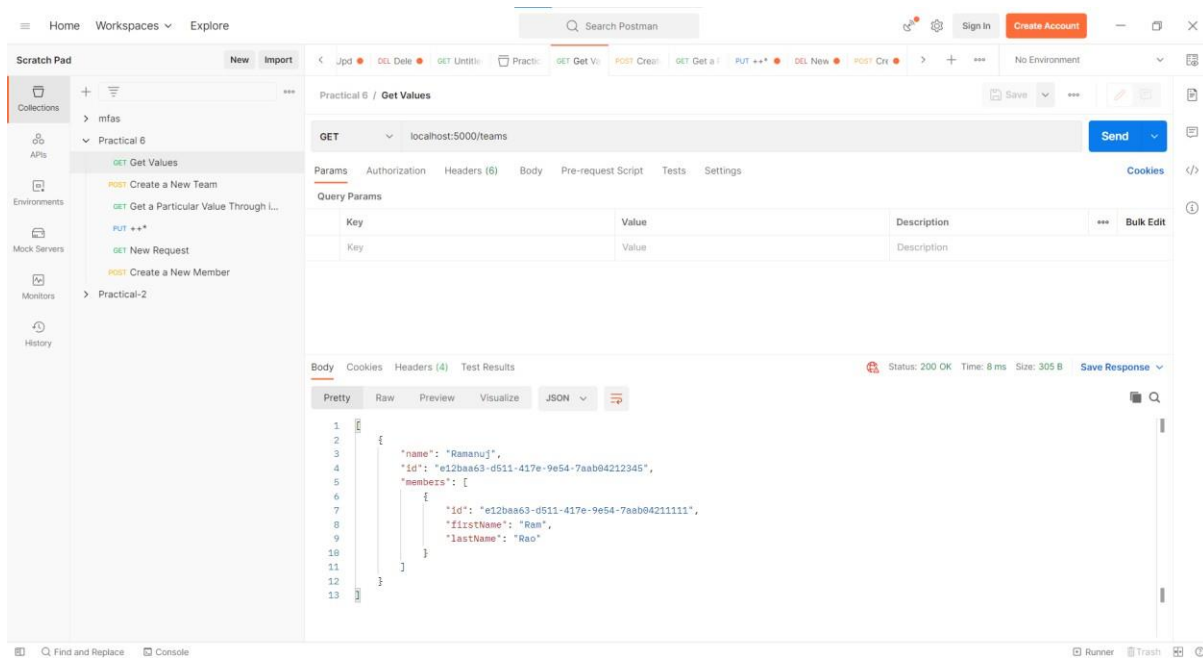 Home Workspaces Explore Search Postman Sign In Create Account
Scratch Pad New Import Upd DEL Dele GET Untitle Practic GET Get Va POST Creat GET Get a PUT ++* DEL New POST Cre + No Environment
Collections
APIs
Environments
Mock Servers
Monitors
History
mfas
Practical 6
GET Get Values
POST Create a New Team
GET Get a Particular Value Through i...
PUT ++*
GET New Request
POST Create a New Member
Practical-2
Practical 6 / Get Values Save
GET localhost:5000/teams Send
Params Authorization Headers (6) Body Pre-request Script Tests Settings Cookies
Query Params
Key Value Description Bulk Edit
Key Value Description
Body Cookies Headers (4) Test Results Status: 200 OK Time: 8 ms Size: 305 B Save Response
Pretty Raw Preview Visualize JSON
1 [
2 {
3 "name": "Ramanuj",
4 "id": "e12baa63-d511-417e-9e54-7aab04212345",
5 "members": [
6 {
7 "id": "e12baa63-d511-417e-9e54-7aab04211111",
8 "firstName": "Ram",
9 "lastName": "Rao"
10 }
11 ]
12 }
13 ]
Find and Replace Console Runner Trash